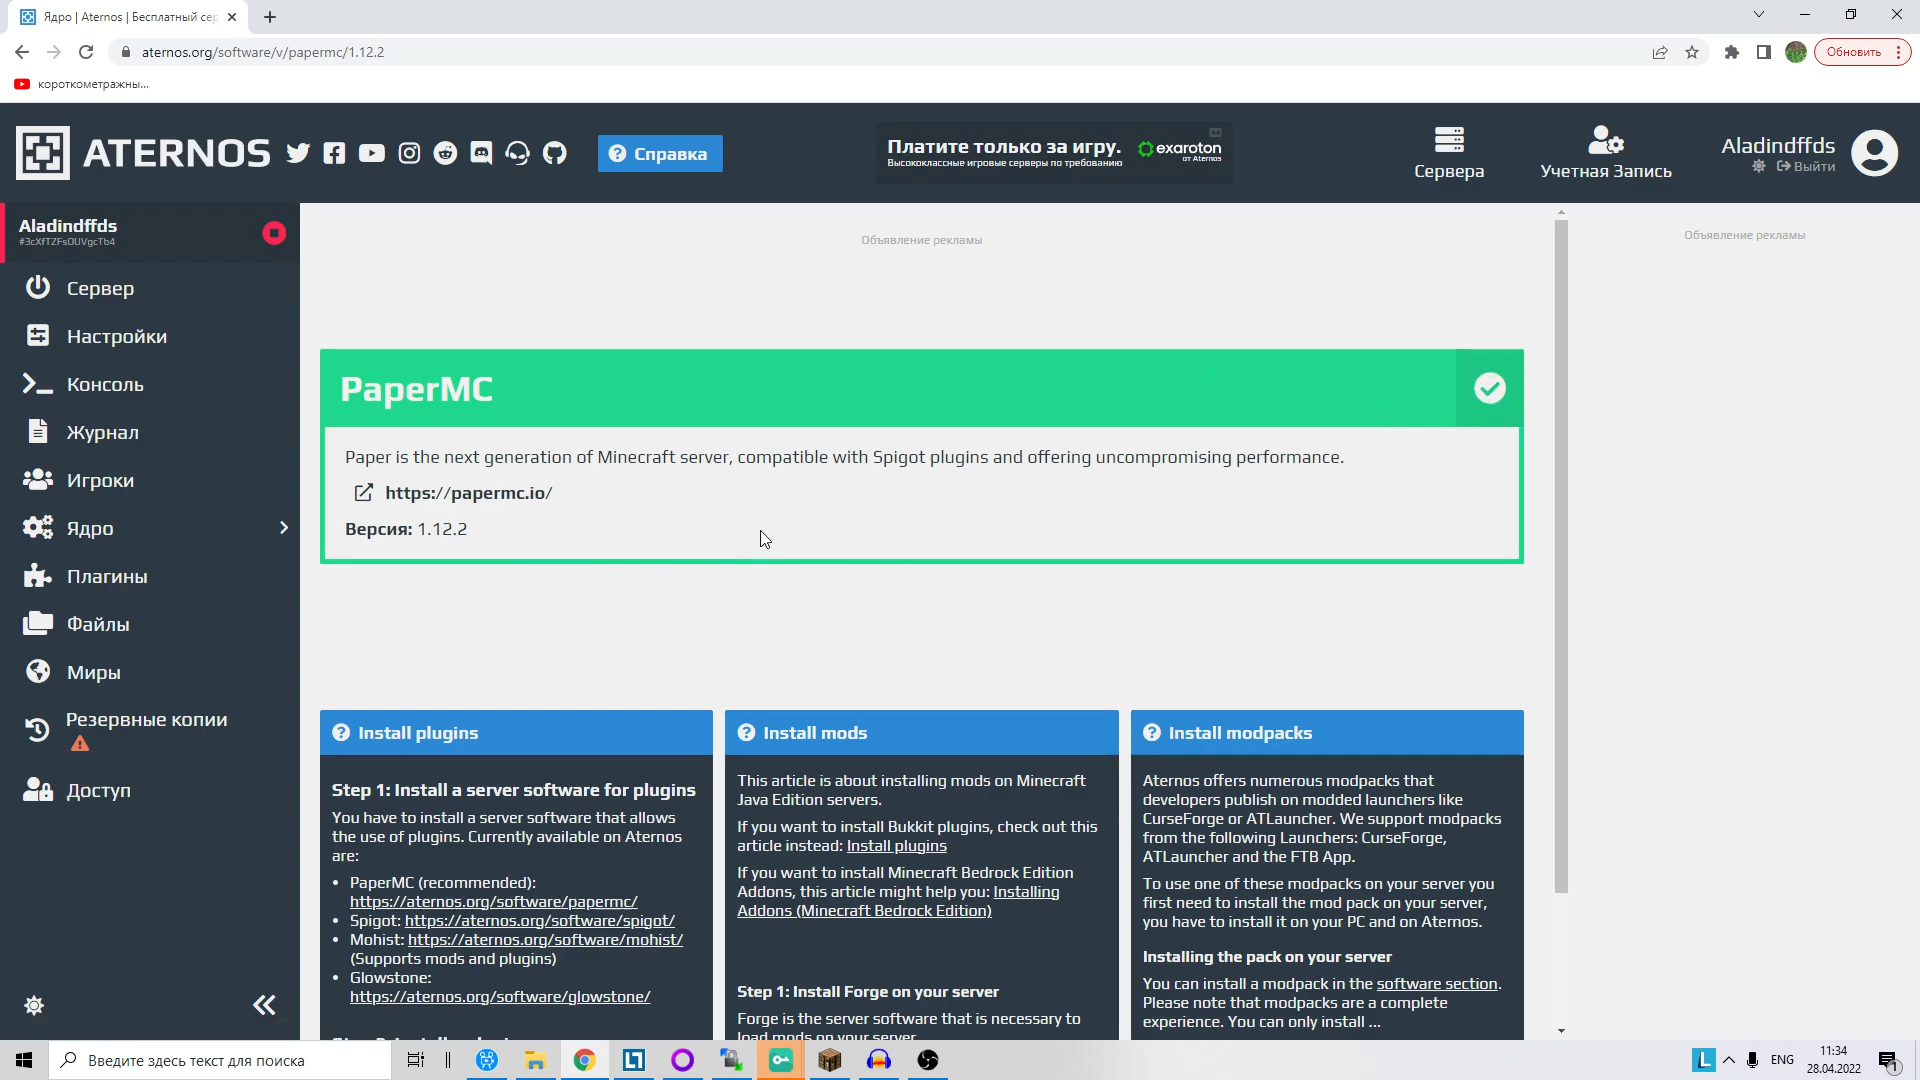 Ядро | Aternos | Бесплатный сер
aternos.org/software/v/papermc/1.12.2
Обновить
короткометражны...
ATERNOS
Справка
Платите только за игру.
Высококлассные игровые серверы по требованию
Ad
exaroton
от Aternos
Сервера
Учетная Запись
Aladindffds
Выйти
Aladindffds
#3cXfTZFsOUVgcTb4
Сервер
Настройки
Консоль
Журнал
Игроки
Ядро
Плагины
Файлы
Миры
Резервные копии
Доступ
Объявление рекламы
Объявление рекламы
PaperMC
Paper is the next generation of Minecraft server, compatible with Spigot plugins and offering uncompromising performance.
https://papermc.io/
Версия: 1.12.2
Install plugins
Step 1: Install a server software for plugins
You have to install a server software that allows
the use of plugins. Currently available on Aternos
are:
• PaperMC (recommended):
https://aternos.org/software/papermc/
• Spigot: https://aternos.org/software/spigot/
• Mohist: https://aternos.org/software/mohist/
(Supports mods and plugins)
• Glowstone:
https://aternos.org/software/glowstone/
Install mods
This article is about installing mods on Minecraft
Java Edition servers.
If you want to install Bukkit plugins, check out this
article instead: Install plugins
If you want to install Minecraft Bedrock Edition
Addons, this article might help you: Installing
Addons (Minecraft Bedrock Edition)
Step 1: Install Forge on your server
Forge is the server software that is necessary to
load mods on your server
Install modpacks
Aternos offers numerous modpacks that
developers publish on modded launchers like
CurseForge or ATLauncher. We support modpacks
from the following Launchers: CurseForge,
ATLauncher and the FTB App.
To use one of these modpacks on your server you
first need to install the mod pack on your server,
you have to install it on your PC and on Aternos.
Installing the pack on your server
You can install a modpack in the software section.
Please note that modpacks are a complete
experience. You can only install ...
Введите здесь текст для поиска
ENG
11:34
28.04.2022
1